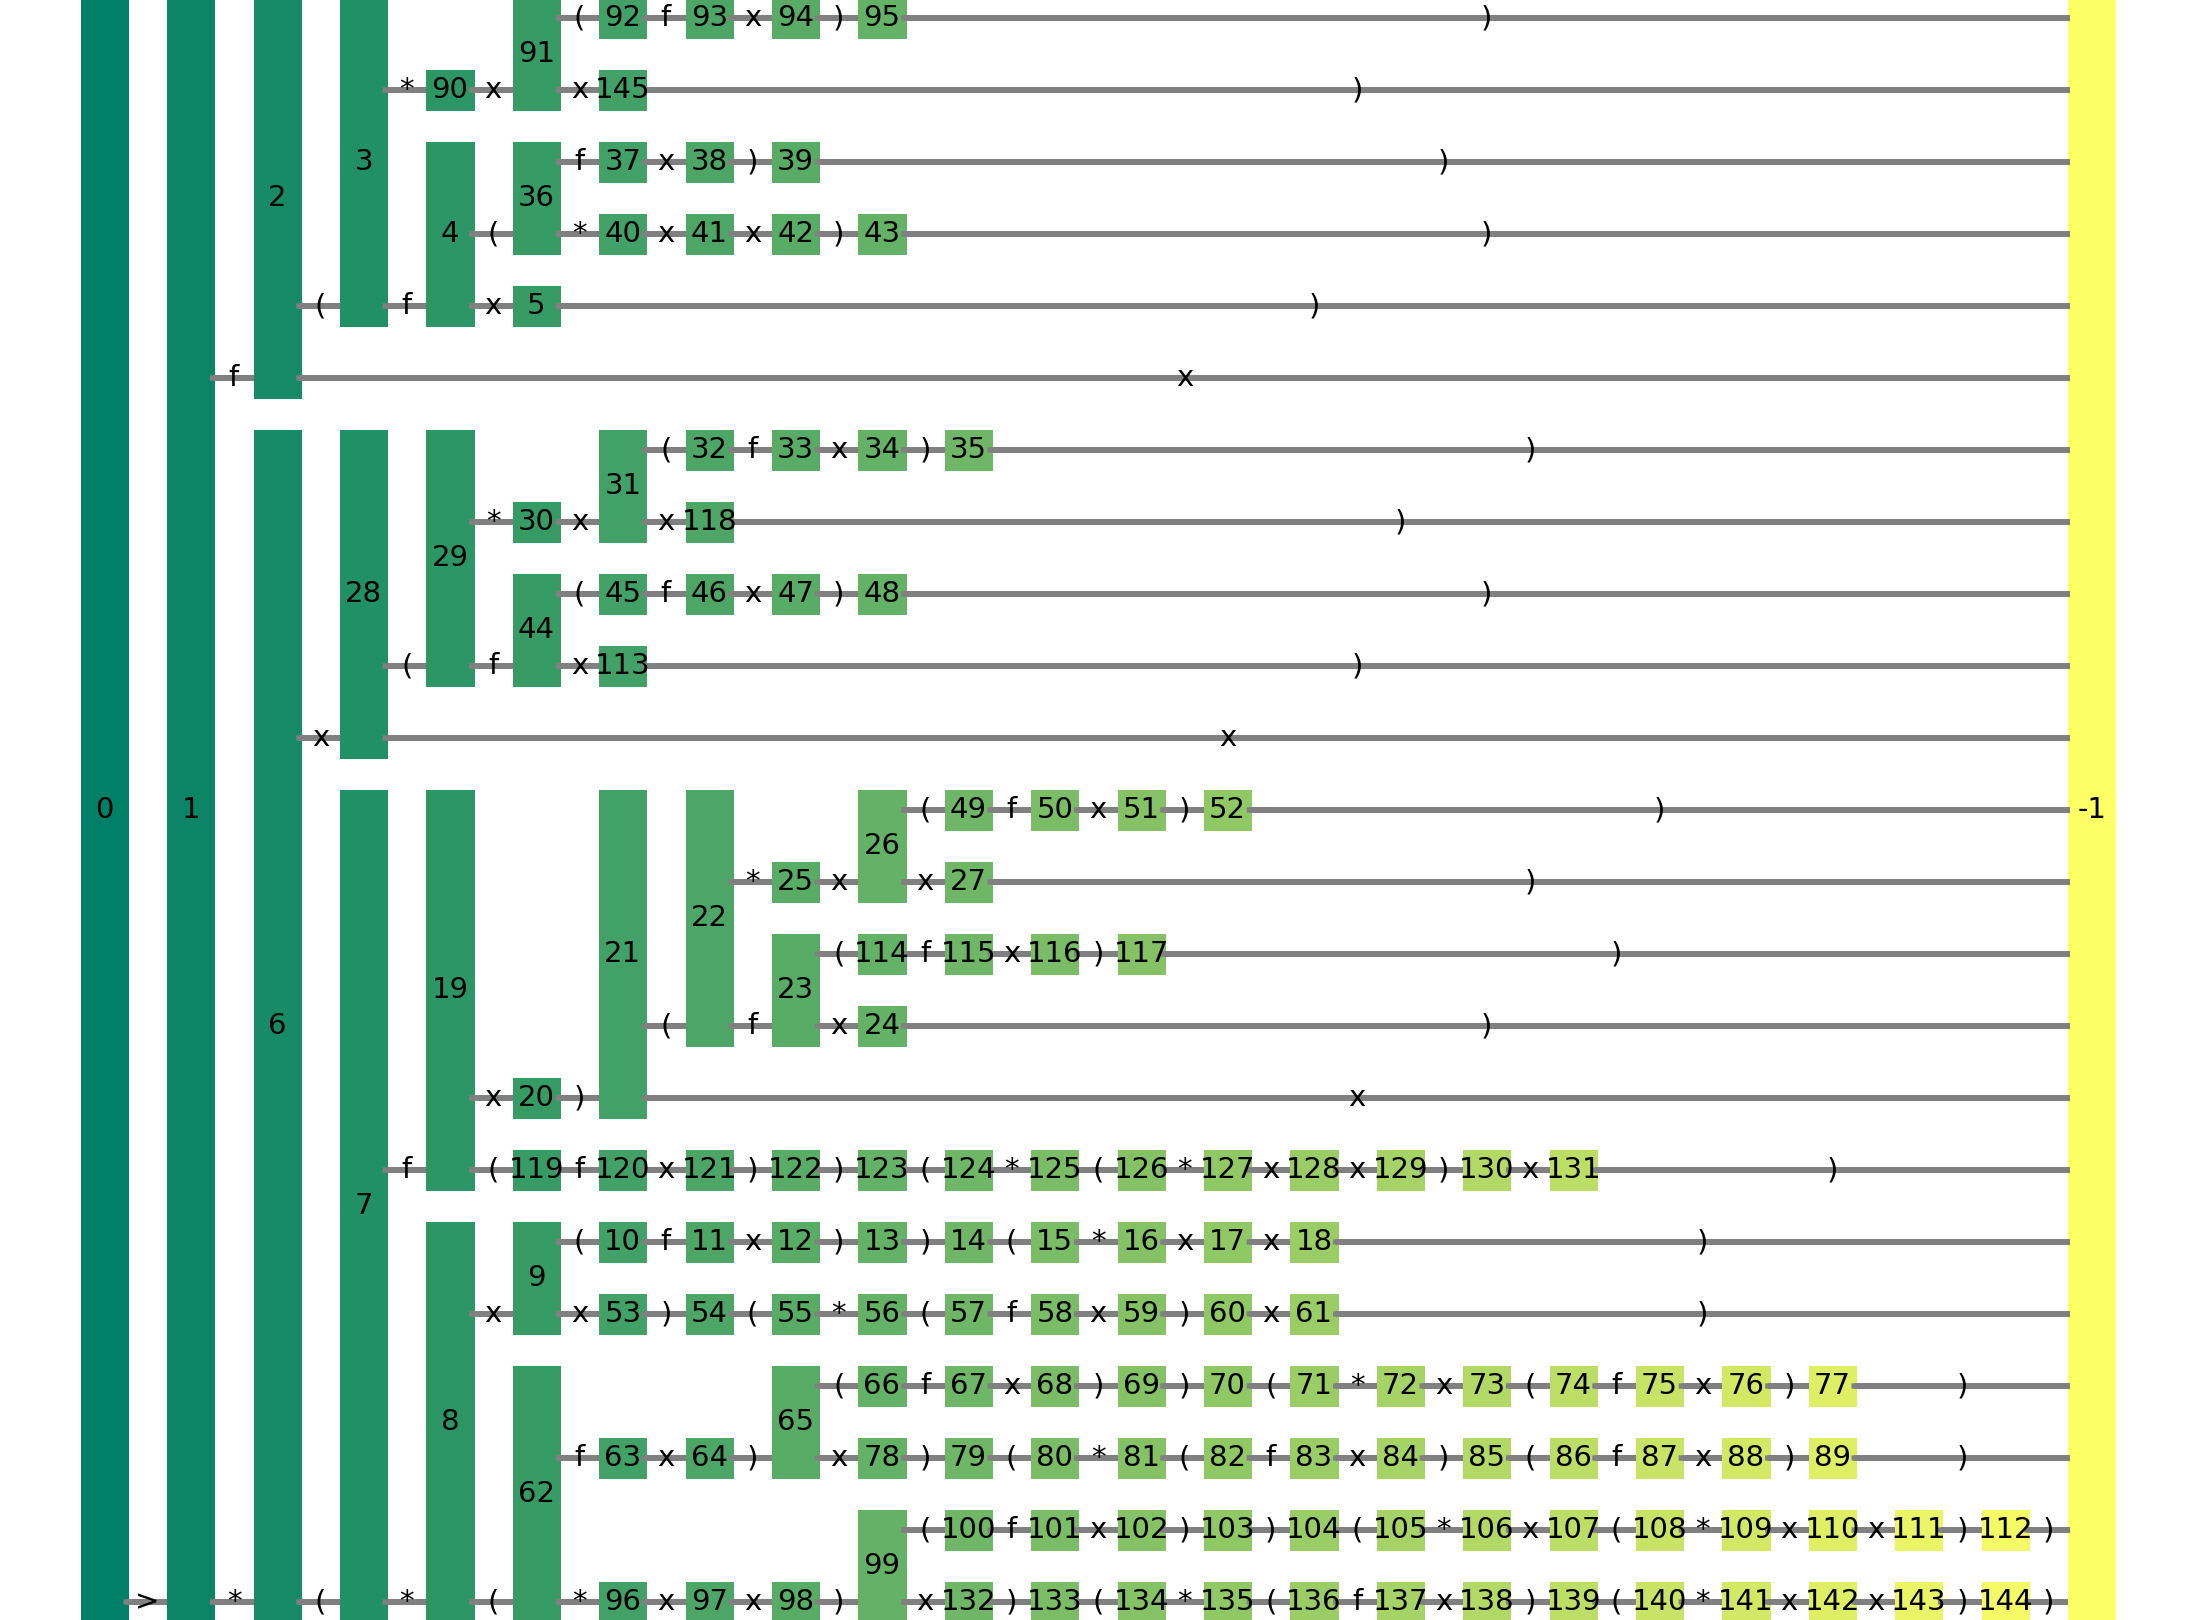 ( 92 f 93 x 94 ) 95 )
91
* 90 x x 145 )
3 f 37 x 38 ) 39 )
2 36
4 ( * 40 x 41 x 42 ) 43 )
( f x 5 )
f x
( 32 f 33 x 34 ) 35 )
31
* 30 x x 118 )
29
28 ( 45 f 46 x 47 ) 48 )
44
( f x 113 )
x x
0 1 ( 49 f 50 x 51 ) 52 ) -1
26
* 25 x x 27 )
22
21 ( 114 f 115 x 116 ) 117 )
19 23
6 ( f x 24 )
x 20 ) x
f ( 119 f 120 x 121 ) 122 ) 123 ( 124 * 125 ( 126 * 127 x 128 x 129 ) 130 x 131 )
7
( 10 f 11 x 12 ) 13 ) 14 ( 15 * 16 x 17 x 18 )
9
x x 53 ) 54 ( 55 * 56 ( 57 f 58 x 59 ) 60 x 61 )
( 66 f 67 x 68 ) 69 ) 70 ( 71 * 72 x 73 ( 74 f 75 x 76 ) 77 )
8 65
f 63 x 64 ) x 78 ) 79 ( 80 * 81 ( 82 f 83 x 84 ) 85 ( 86 f 87 x 88 ) 89 )
62
( 100 f 101 x 102 ) 103 ) 104 ( 105 * 106 x 107 ( 108 * 109 x 110 x 111 ) 112 )
99
> * ( * ( * 96 x 97 x 98 ) x 132 ) 133 ( 134 * 135 ( 136 f 137 x 138 ) 139 ( 140 * 141 x 142 x 143 ) 144 )